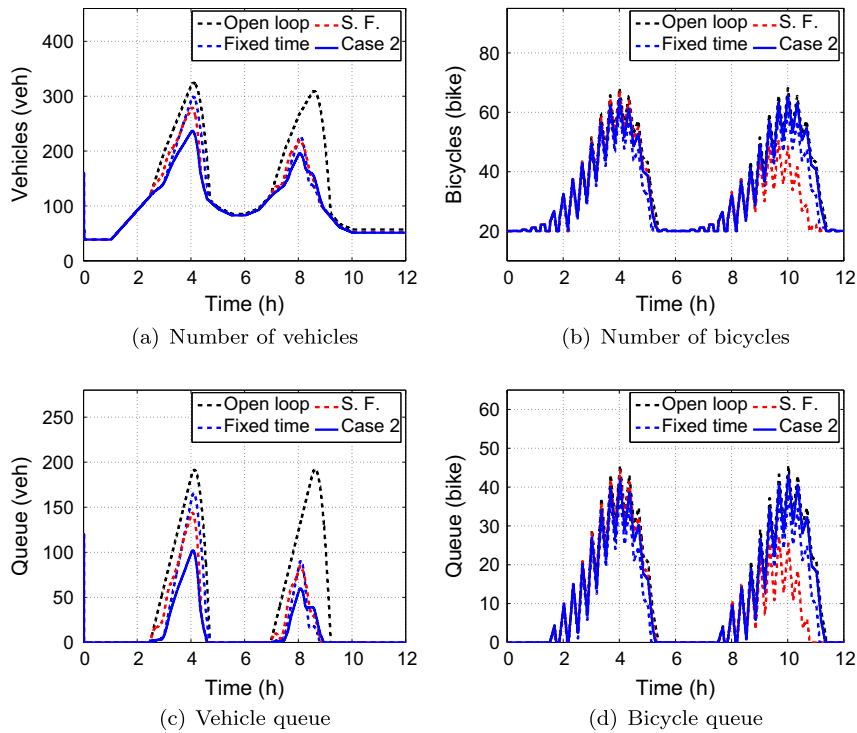 Open loop S. F.
Fixed time Case 2
400
300
200
100
0
Vehicles (veh)
0 2 4 6 8 10 12
Time (h)
(a) Number of vehicles
Open loop S. F.
Fixed time Case 2
80
60
40
20
Bicycles (bike)
0 2 4 6 8 10 12
Time (h)
(b) Number of bicycles
Open loop S. F.
Fixed time Case 2
250
200
150
100
50
0
Queue (veh)
0 2 4 6 8 10 12
Time (h)
(c) Vehicle queue
Open loop S. F.
Fixed time Case 2
60
50
40
30
20
10
0
Queue (bike)
0 2 4 6 8 10 12
Time (h)
(d) Bicycle queue